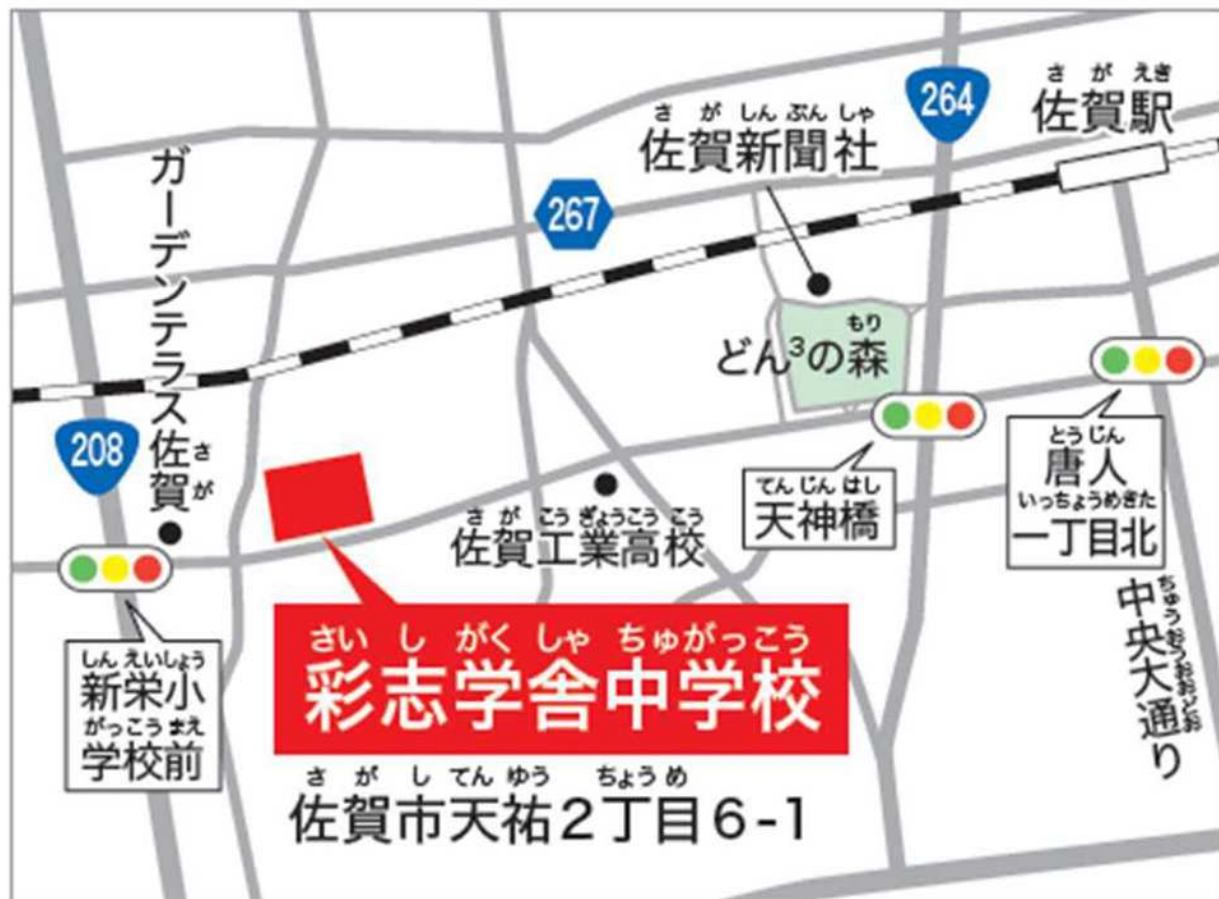 さがえき
佐賀駅
264
さがしんぶんしゃ
佐賀新聞社
267
ガーデンテラス佐賀
さが
もり
どん³の森
208
とうじん
唐人
いっちょうめきた
一丁目北
てんじんはし
天神橋
さがこうぎょうこうこう
佐賀工業高校
ちゅうおうおおどお
中央大通り
しんえいしょう
新栄小
がっこうまえ
学校前
さいしがくしゃちゅがっこう
彩志学舎中学校
さがしてんゆうちょうめ
佐賀市天祐2丁目6-1